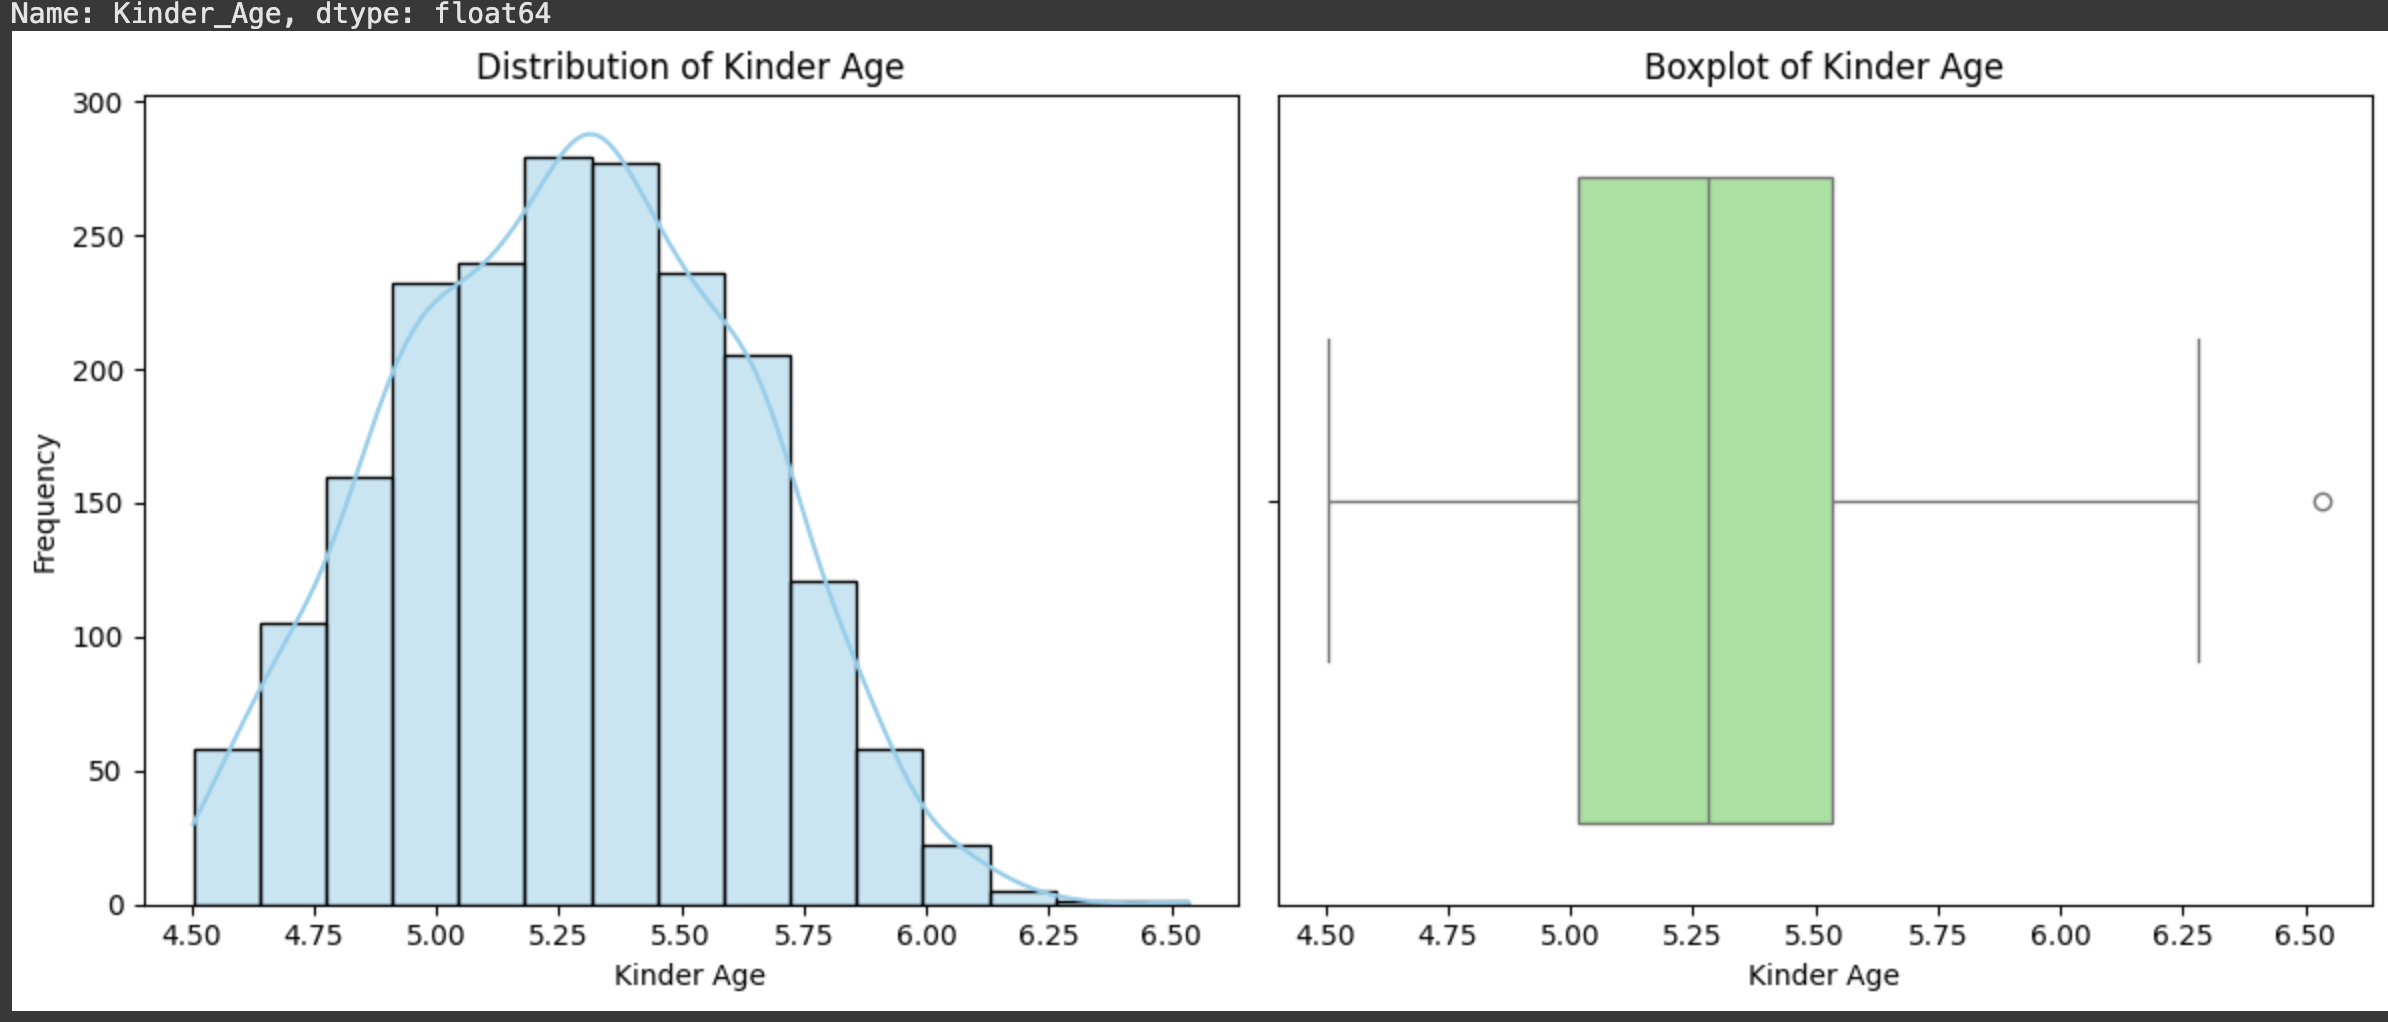 Name: Kinder_Age, dtype: float64
Distribution of Kinder Age
300
250
200
150
100
50
0
Frequency
4.50 4.75 5.00 5.25 5.50 5.75 6.00 6.25 6.50
Kinder Age
Boxplot of Kinder Age
4.50 4.75 5.00 5.25 5.50 5.75 6.00 6.25 6.50
Kinder Age